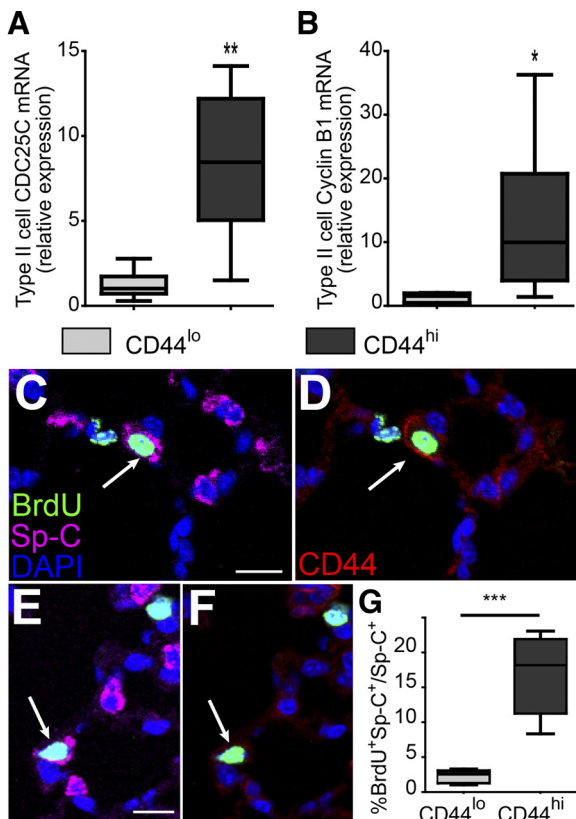 A
Type II cell CDC25C mRNA
(relative expression)
15
10
5
0
**
B
Type II cell Cyclin B1 mRNA
(relative expression)
40
30
20
10
0
*
CD44lo
CD44hi
C
BrdU
Sp-C
DAPI
D
CD44
E
F
G
%BrdU+Sp-C+/Sp-C+
20
15
10
5
0
***
CD44lo
CD44hi